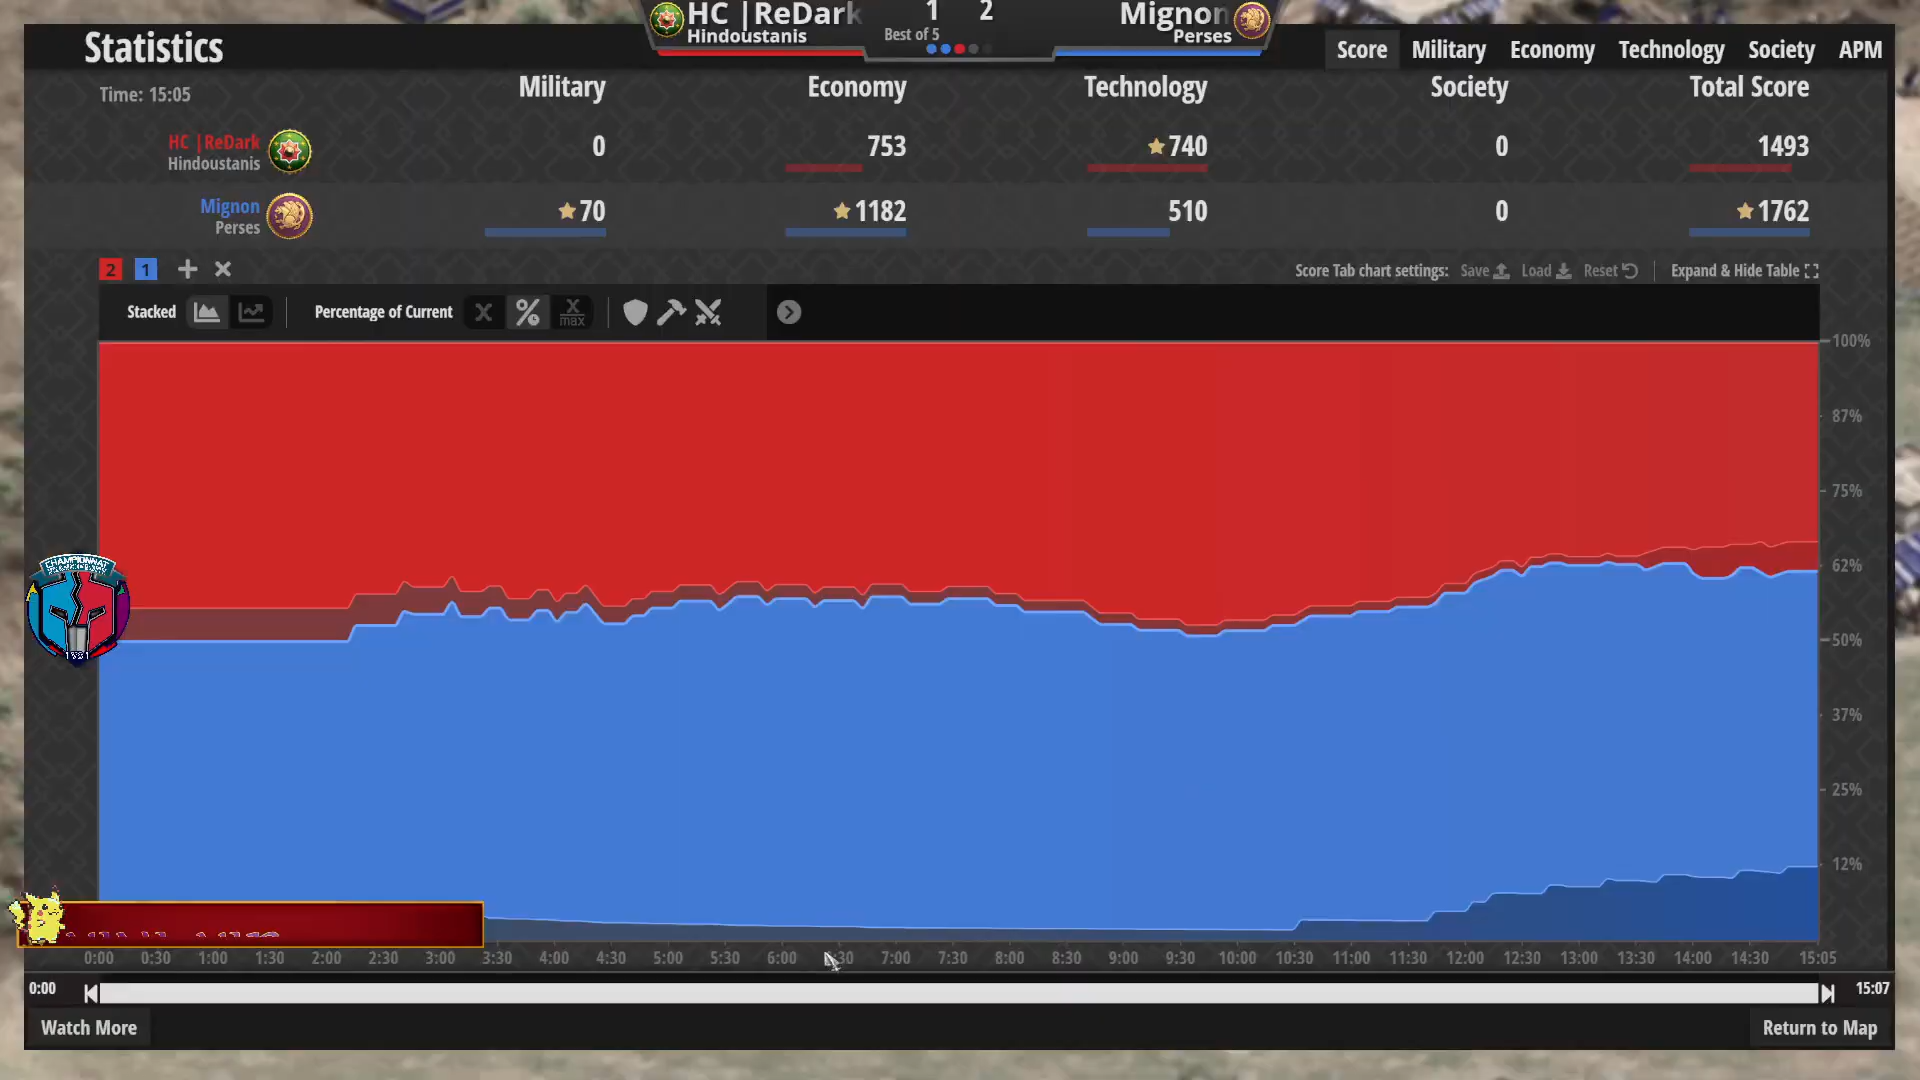 HC |ReDark 1 2 Mignon
Hindoustanis Best of 5 Perses
Statistics Score Military Economy Technology Society APM
Time: 15:05 Military Economy Technology Society Total Score
HC |ReDark
Hindoustanis 0 753 740 0 1493
Mignon
Perses 70 1182 510 0 1762
2 1 Score Tab chart settings: Save Load Reset Expand & Hide Table
Stacked Percentage of Current X % X max
100%
87%
75%
62%
50%
37%
25%
12%
CHAMPIONNAT
1VS1
0:00 0:30 1:00 1:30 2:00 2:30 3:00 3:30 4:00 4:30 5:00 5:30 6:00 6:30 7:00 7:30 8:00 8:30 9:00 9:30 10:00 10:30 11:00 11:30 12:00 12:30 13:00 13:30 14:00 14:30 15:05
0:00 15:07
Watch More Return to Map